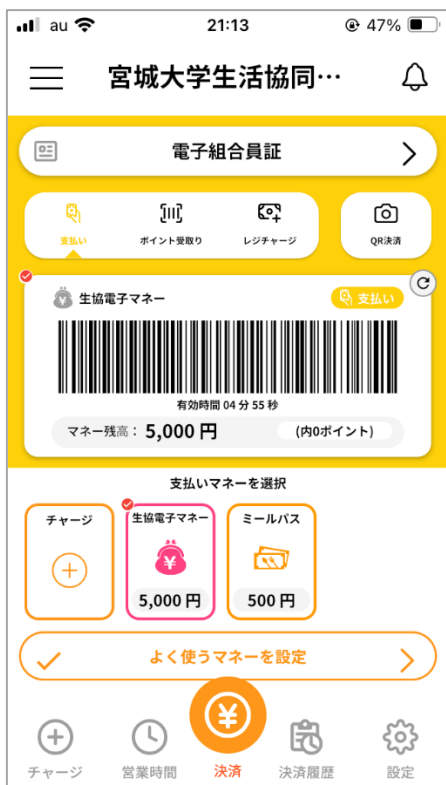 au 21:13 47%
宮城大学生活協同…
電子組合員証
支払い ポイント受取り レジチャージ QR決済
生協電子マネー 支払い
有効時間 04 分 55 秒
マネー残高： 5,000 円 (内0ポイント)
支払いマネーを選択
チャージ 生協電子マネー ミールパス
5,000 円 500 円
よく使うマネーを設定
チャージ 営業時間 決済 決済履歴 設定